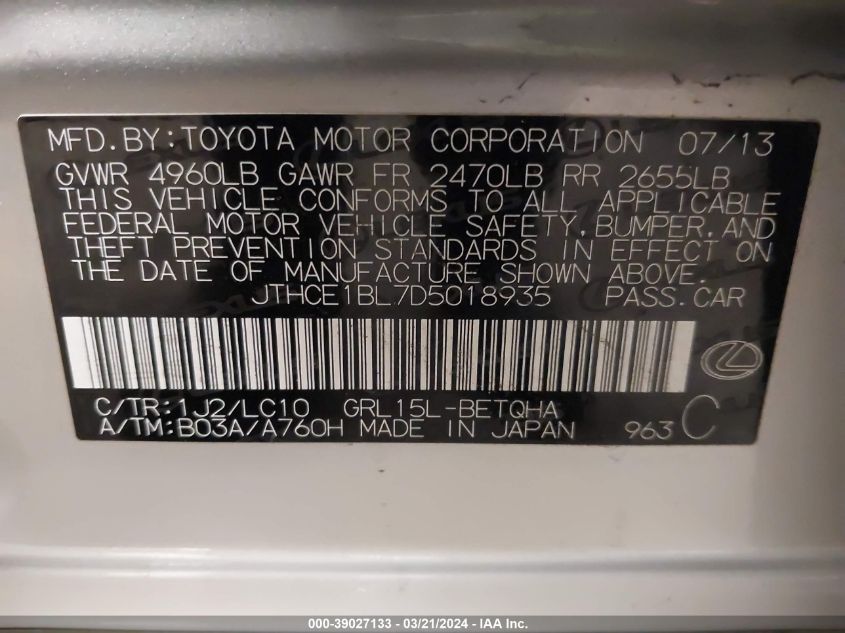 MFD.BY:TOYOTA MOTOR CORPORATION 07/13
GVWR 4960LB GAWR FR 2470LB RR 2655LB
THIS VEHICLE CONFORMS TO ALL APPLICABLE
FEDERAL MOTOR VEHICLE SAFETY,BUMPER,AND
THEFT PREVENTION STANDARDS IN EFFECT ON
THE DATE OF MANUFACTURE SHOWN ABOVE.
JTHCE1BL7D5018935 PASS.CAR
C/TR:1J2/LC10 GRL15L-BETQHA
A/TM:B03A/A760H MADE IN JAPAN 963 C
000-39027133 - 03/21/2024 - IAA Inc.